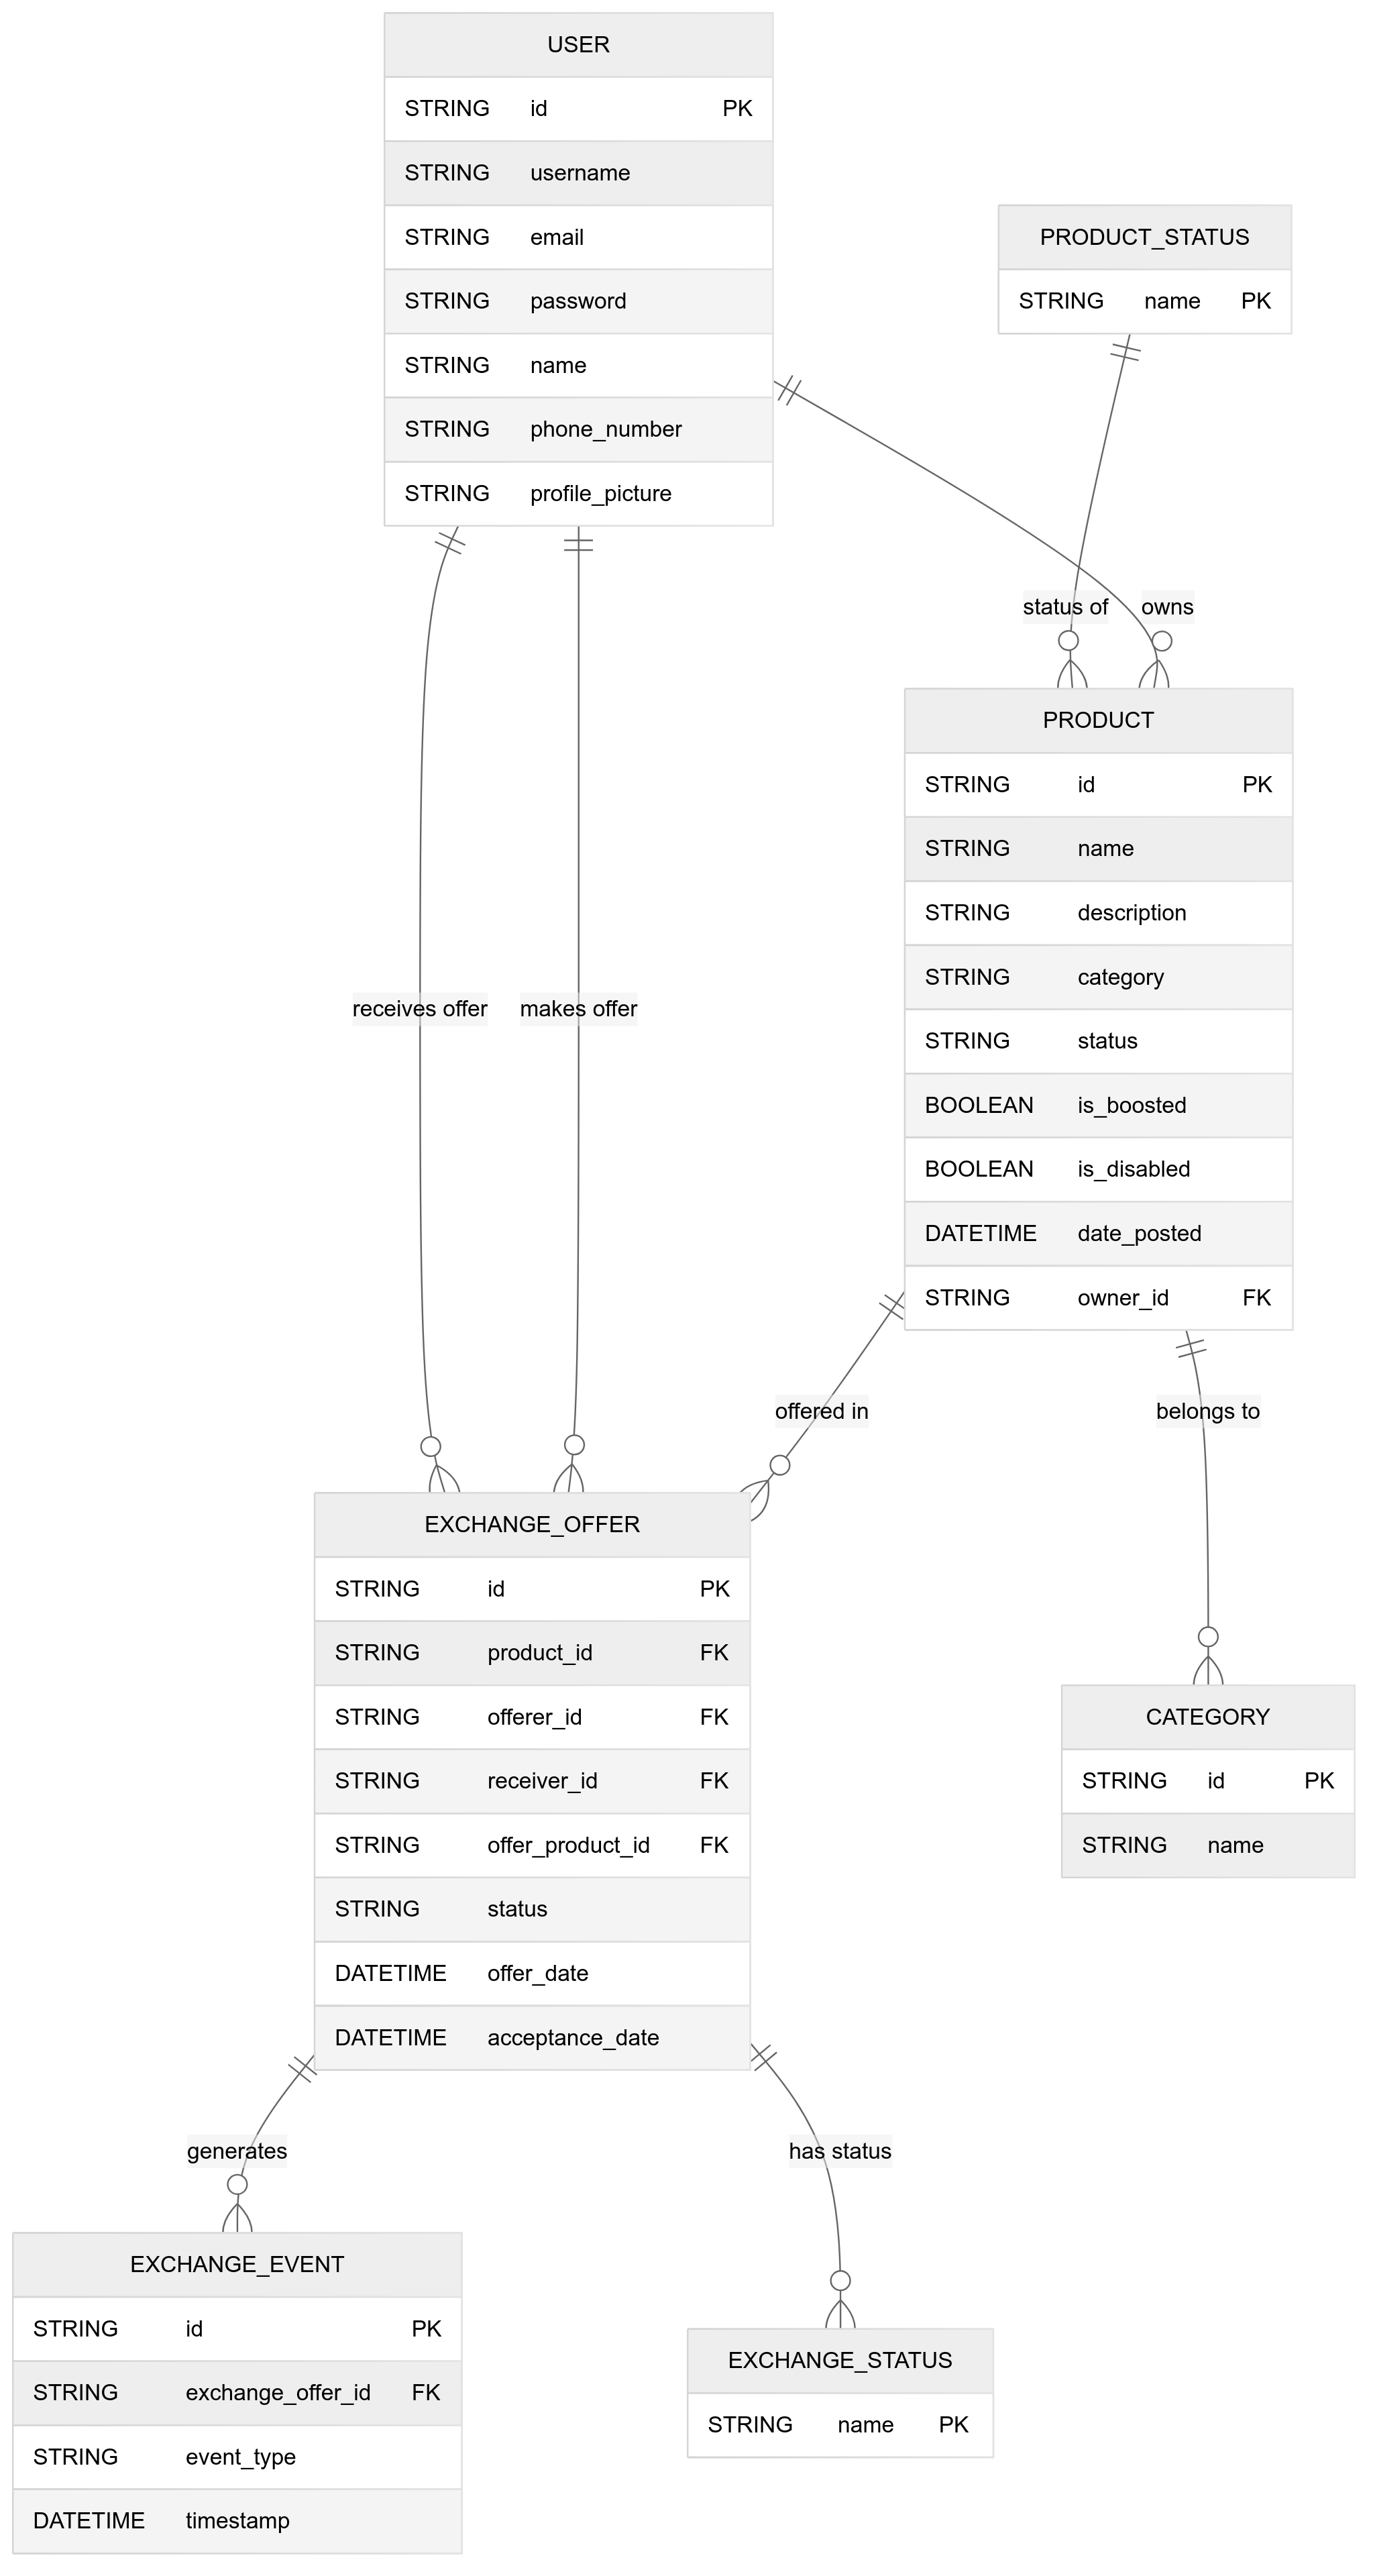 USER
STRING id PK
STRING username
STRING email
STRING password
STRING name
STRING phone_number
STRING profile_picture
PRODUCT_STATUS
STRING name PK
status of
owns
PRODUCT
STRING id PK
STRING name
STRING description
STRING category
STRING status
BOOLEAN is_boosted
BOOLEAN is_disabled
DATETIME date_posted
STRING owner_id FK
receives offer
makes offer
offered in
belongs to
EXCHANGE_OFFER
STRING id PK
STRING product_id FK
STRING offerer_id FK
STRING receiver_id FK
STRING offer_product_id FK
STRING status
DATETIME offer_date
DATETIME acceptance_date
CATEGORY
STRING id PK
STRING name
generates
has status
EXCHANGE_EVENT
STRING id PK
STRING exchange_offer_id FK
STRING event_type
DATETIME timestamp
EXCHANGE_STATUS
STRING name PK